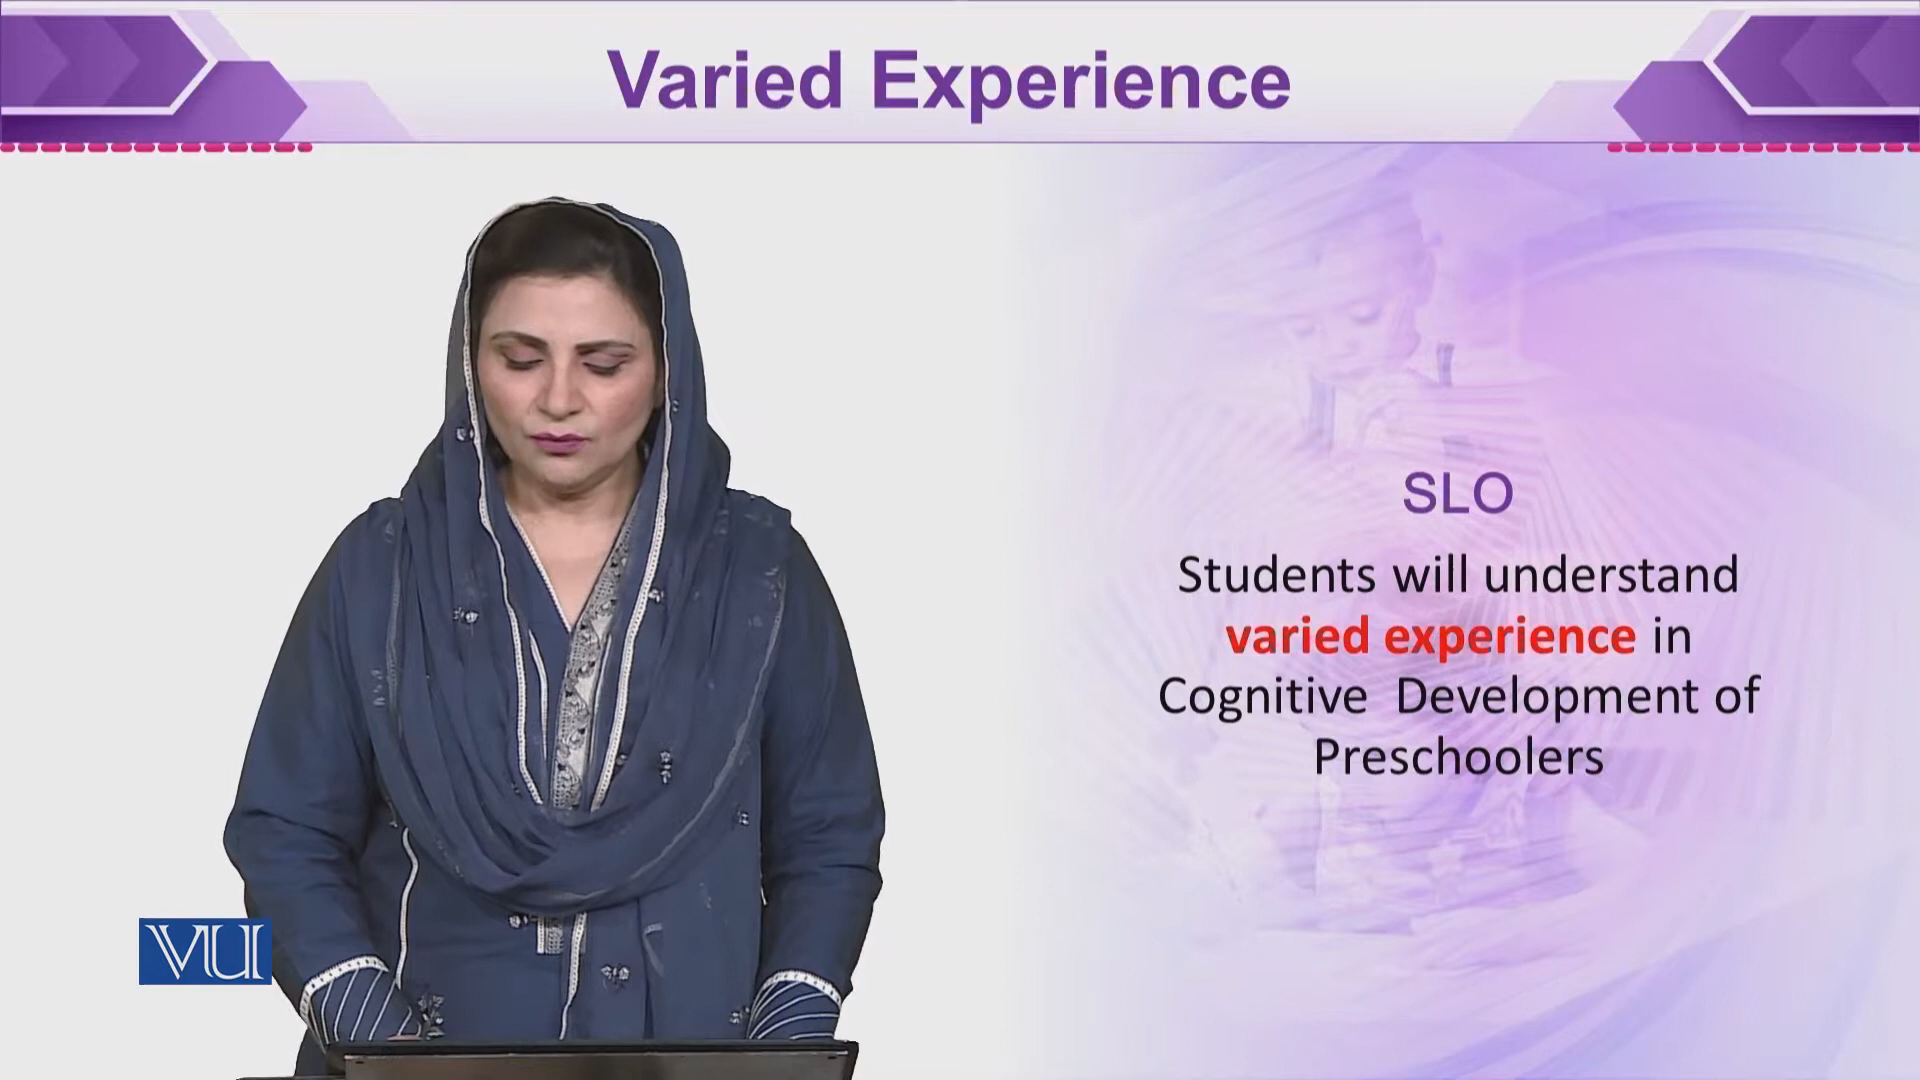 Varied Experience
SLO
Students will understand
varied experience in
Cognitive Development of
Preschoolers
VU